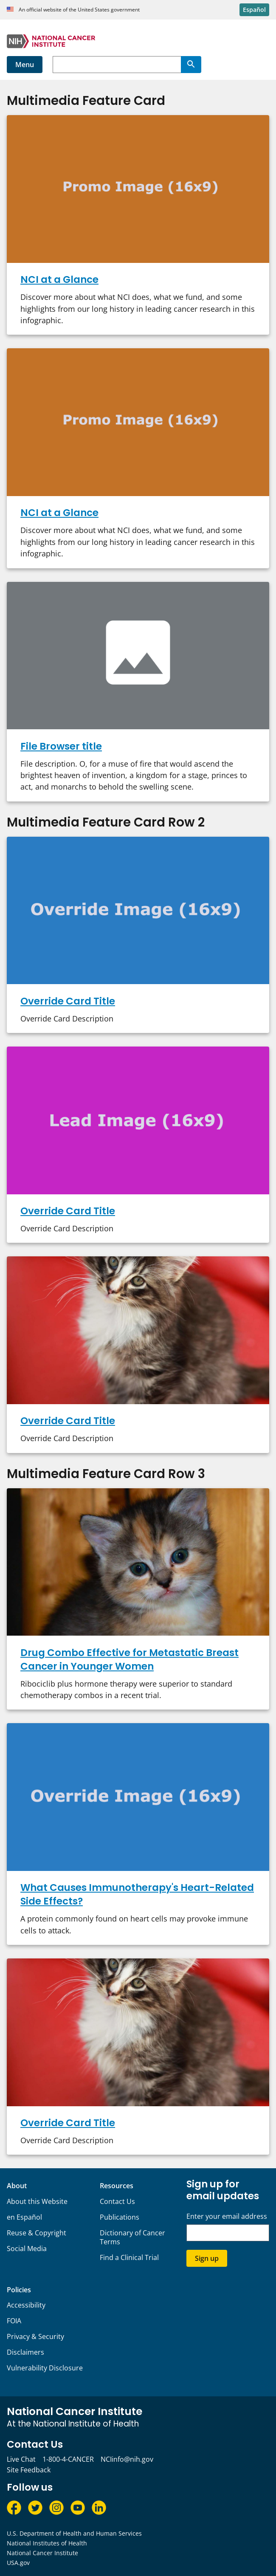 An official website of the United States government
Español
NIH NATIONAL CANCER
INSTITUTE
Menu
Multimedia Feature Card
Promo Image (16x9)
NCI at a Glance
Discover more about what NCI does, what we fund, and some
highlights from our long history in leading cancer research in this
infographic.
Promo Image (16x9)
NCI at a Glance
Discover more about what NCI does, what we fund, and some
highlights from our long history in leading cancer research in this
infographic.
File Browser title
File description. O, for a muse of fire that would ascend the
brightest heaven of invention, a kingdom for a stage, princes to
act, and monarchs to behold the swelling scene.
Multimedia Feature Card Row 2
Override Image (16x9)
Override Card Title
Override Card Description
Lead Image (16x9)
Override Card Title
Override Card Description
Override Card Title
Override Card Description
Multimedia Feature Card Row 3
Drug Combo Effective for Metastatic Breast
Cancer in Younger Women
Ribociclib plus hormone therapy were superior to standard
chemotherapy combos in a recent trial.
Override Image (16x9)
What Causes Immunotherapy's Heart-Related
Side Effects?
A protein commonly found on heart cells may provoke immune
cells to attack.
Override Card Title
Override Card Description
About
About this Website
en Español
Reuse & Copyright
Social Media
Resources
Contact Us
Publications
Dictionary of Cancer
Terms
Find a Clinical Trial
Sign up for
email updates
Enter your email address
Sign up
Policies
Accessibility
FOIA
Privacy & Security
Disclaimers
Vulnerability Disclosure
National Cancer Institute
At the National Institute of Health
Contact Us
Live Chat 1-800-4-CANCER NCIinfo@nih.gov
Site Feedback
Follow us
U.S. Department of Health and Human Services
National Institutes of Health
National Cancer Institute
USA.gov